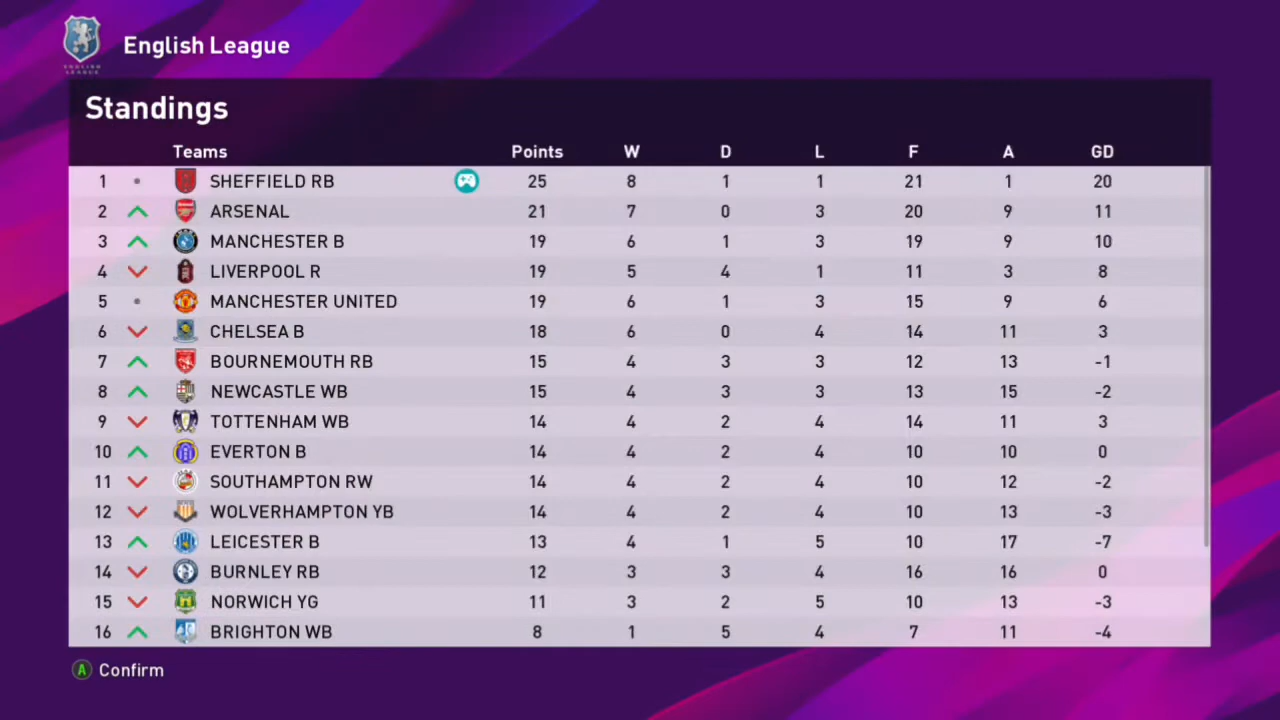 English League
ENGLISH LEAGUE
Standings
Teams Points W D L F A GD
1 SHEFFIELD RB 25 8 1 1 21 1 20
2 ARSENAL 21 7 0 3 20 9 11
3 MANCHESTER B 19 6 1 3 19 9 10
4 LIVERPOOL R 19 5 4 1 11 3 8
5 MANCHESTER UNITED 19 6 1 3 15 9 6
6 CHELSEA B 18 6 0 4 14 11 3
7 BOURNEMOUTH RB 15 4 3 3 12 13 -1
8 NEWCASTLE WB 15 4 3 3 13 15 -2
9 TOTTENHAM WB 14 4 2 4 14 11 3
10 EVERTON B 14 4 2 4 10 10 0
11 SOUTHAMPTON RW 14 4 2 4 10 12 -2
12 WOLVERHAMPTON YB 14 4 2 4 10 13 -3
13 LEICESTER B 13 4 1 5 10 17 -7
14 BURNLEY RB 12 3 3 4 16 16 0
15 NORWICH YG 11 3 2 5 10 13 -3
16 BRIGHTON WB 8 1 5 4 7 11 -4
A Confirm